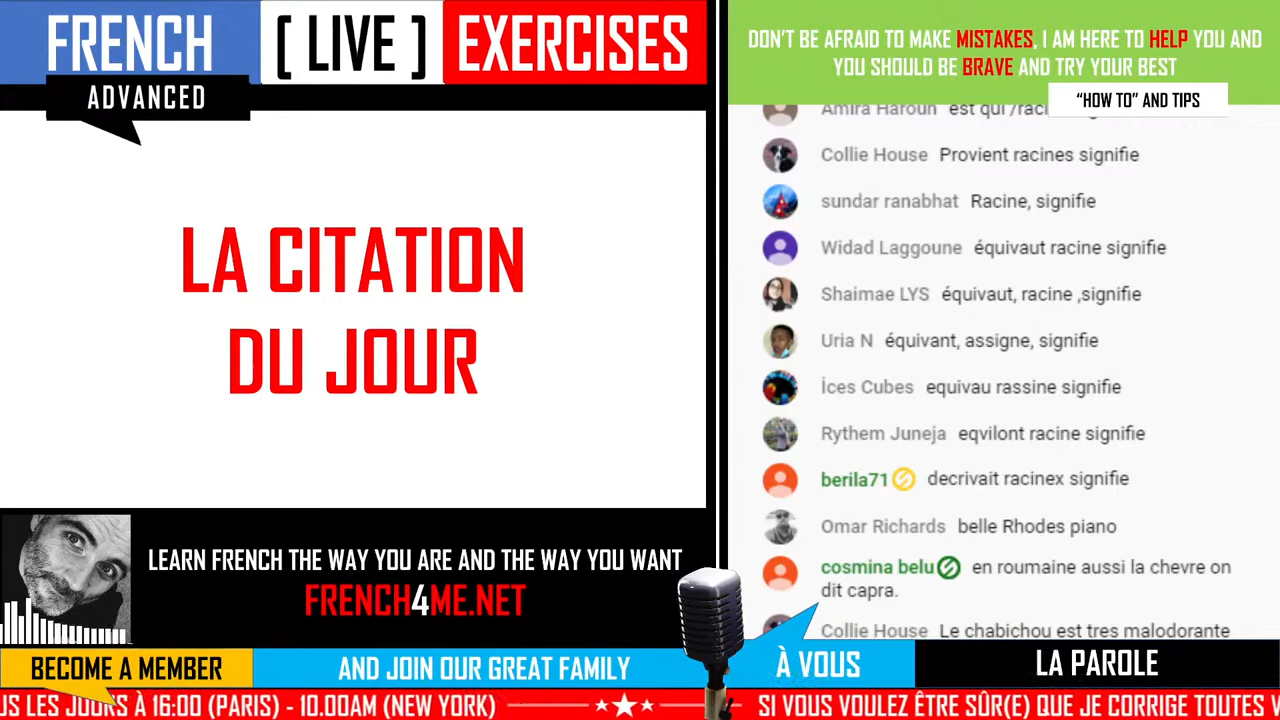 FRENCH [ LIVE ] EXERCISES
ADVANCED
LA CITATION
DU JOUR
LEARN FRENCH THE WAY YOU ARE AND THE WAY YOU WANT
FRENCH4ME.NET
BECOME A MEMBER AND JOIN OUR GREAT FAMILY
DON'T BE AFRAID TO MAKE MISTAKES, I AM HERE TO HELP YOU AND
YOU SHOULD BE BRAVE AND TRY YOUR BEST
“HOW TO” AND TIPS
Amira Haroun est qui /raci
Collie House Provient racines signifie
sundar ranabhat Racine, signifie
Widad Laggoune équivaut racine signifie
Shaimae LYS équivaut, racine ,signifie
Uria N équivant, assigne, signifie
İces Cubes equivau rassine signifie
Rythem Juneja eqvilont racine signifie
berila71 decrivait racinex signifie
Omar Richards belle Rhodes piano
cosmina belu en roumaine aussi la chevre on
dit capra.
Collie House Le chabichou est tres malodorante
À VOUS LA PAROLE
US LES JOURS À 16:00 (PARIS) - 10.00AM (NEW YORK) SI VOUS VOULEZ ÊTRE SÛR(E) QUE JE CORRIGE TOUTES V